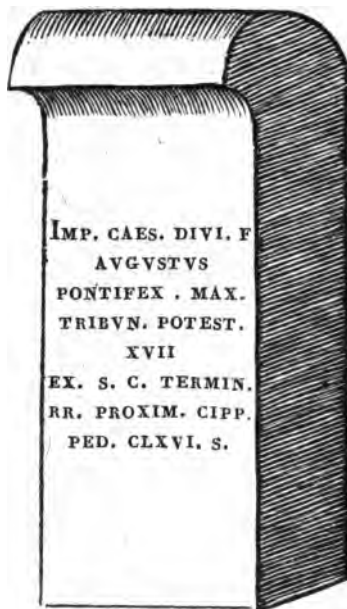 IMP. CAES. DIVI. F
AVGVSTVS
PONTIFEX . MAX.
TRIBVN. POTEST.
XVII
EX. S. C. TERMIN.
RR. PROXIM. CIPP.
PED. CLXVI. S.